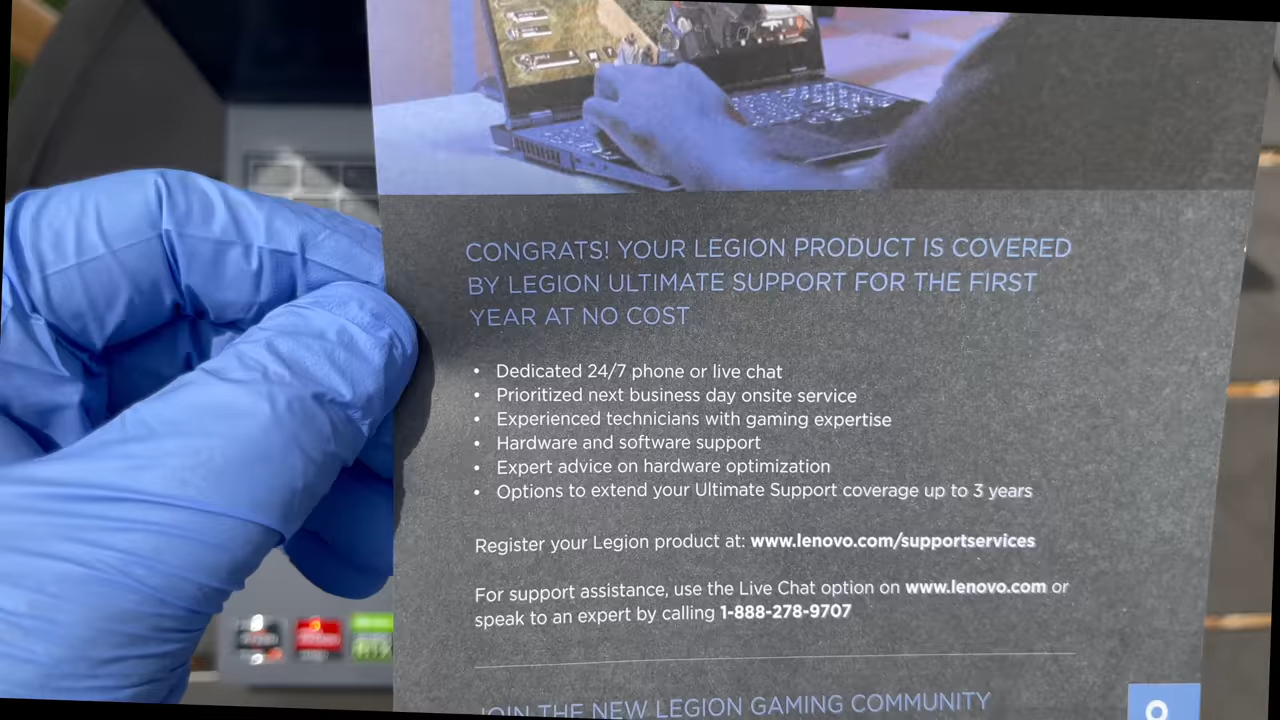 CONGRATS! YOUR LEGION PRODUCT IS COVERED
BY LEGION ULTIMATE SUPPORT FOR THE FIRST
YEAR AT NO COST
• Dedicated 24/7 phone or live chat
• Prioritized next business day onsite service
• Experienced technicians with gaming expertise
• Hardware and software support
• Expert advice on hardware optimization
• Options to extend your Ultimate Support coverage up to 3 years
Register your Legion product at: www.lenovo.com/supportservices
For support assistance, use the Live Chat option on www.lenovo.com or
speak to an expert by calling 1-888-278-9707
JOIN THE NEW LEGION GAMING COMMUNITY
RTX